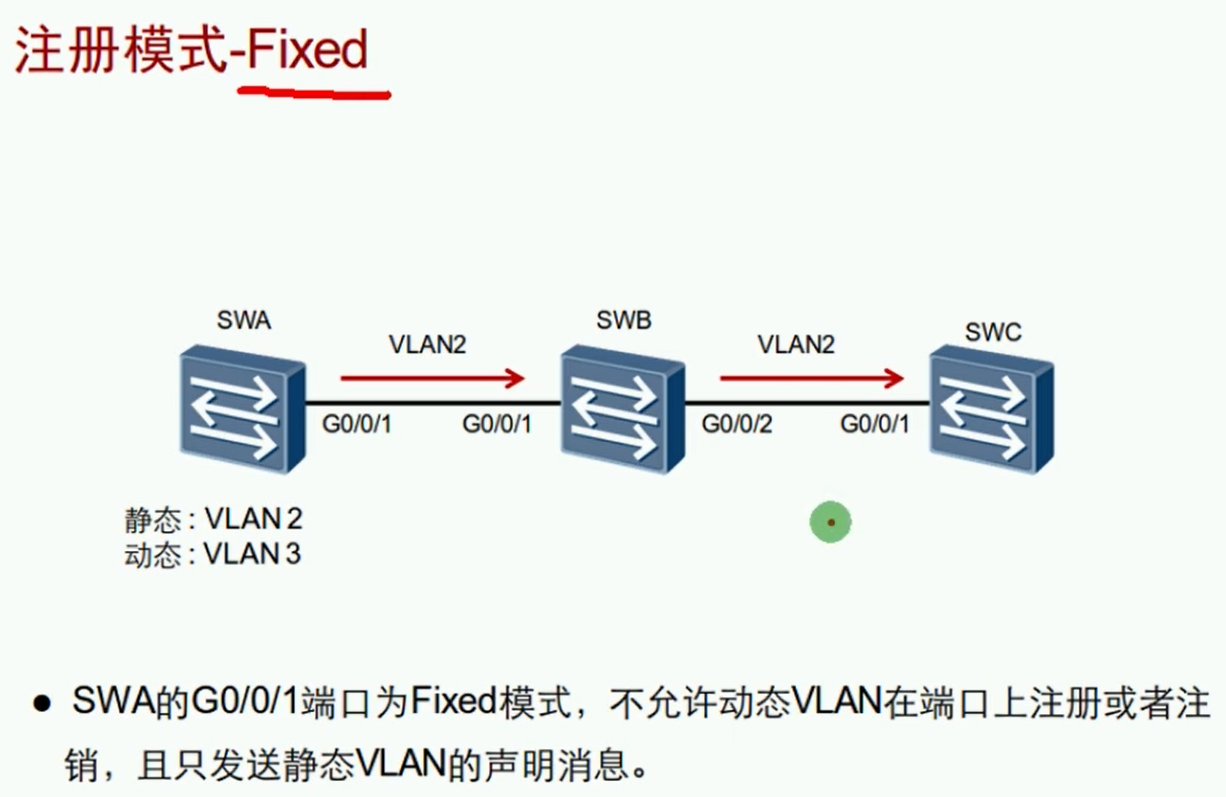 注册模式-Fixed
SWA
SWB
SWC
VLAN2
VLAN2
G0/0/1
G0/0/1
G0/0/2
G0/0/1
静态：VLAN 2
动态：VLAN 3
● SWA的G0/0/1端口为Fixed模式，不允许动态VLAN在端口上注册或者注
销，且只发送静态VLAN的声明消息。